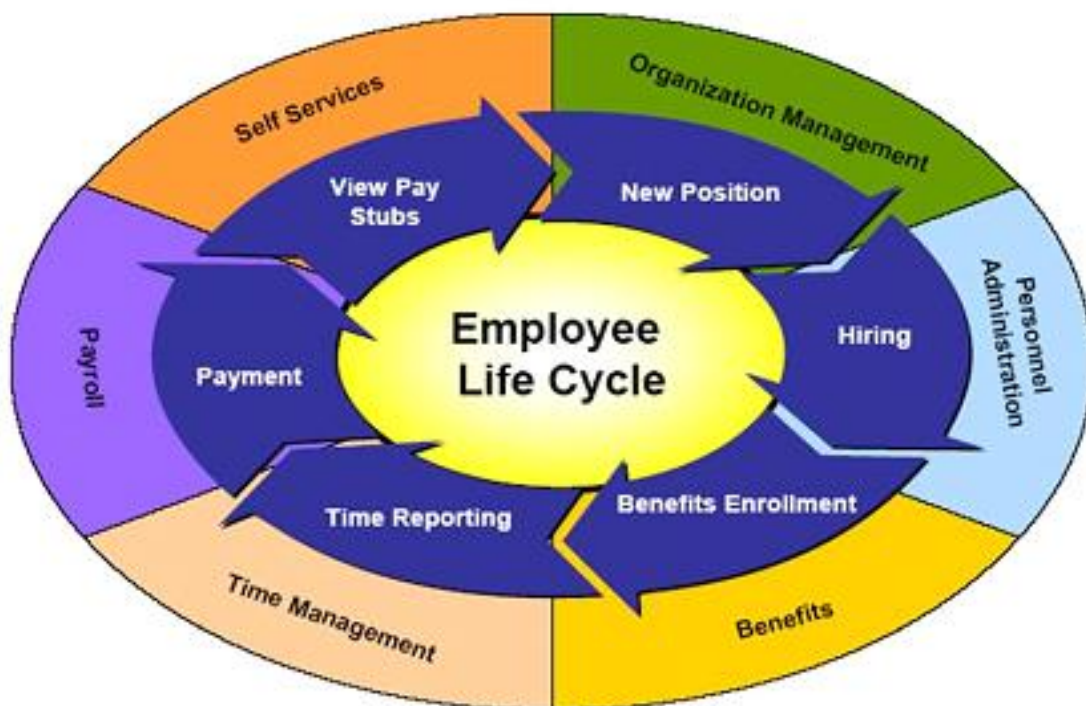 Self Services
Organization Management
View Pay
Stubs
New Position
Personnel
Administration
Employee
Life Cycle
Hiring
Payroll
Payment
Time Reporting
Benefits Enrollment
Time Management
Benefits